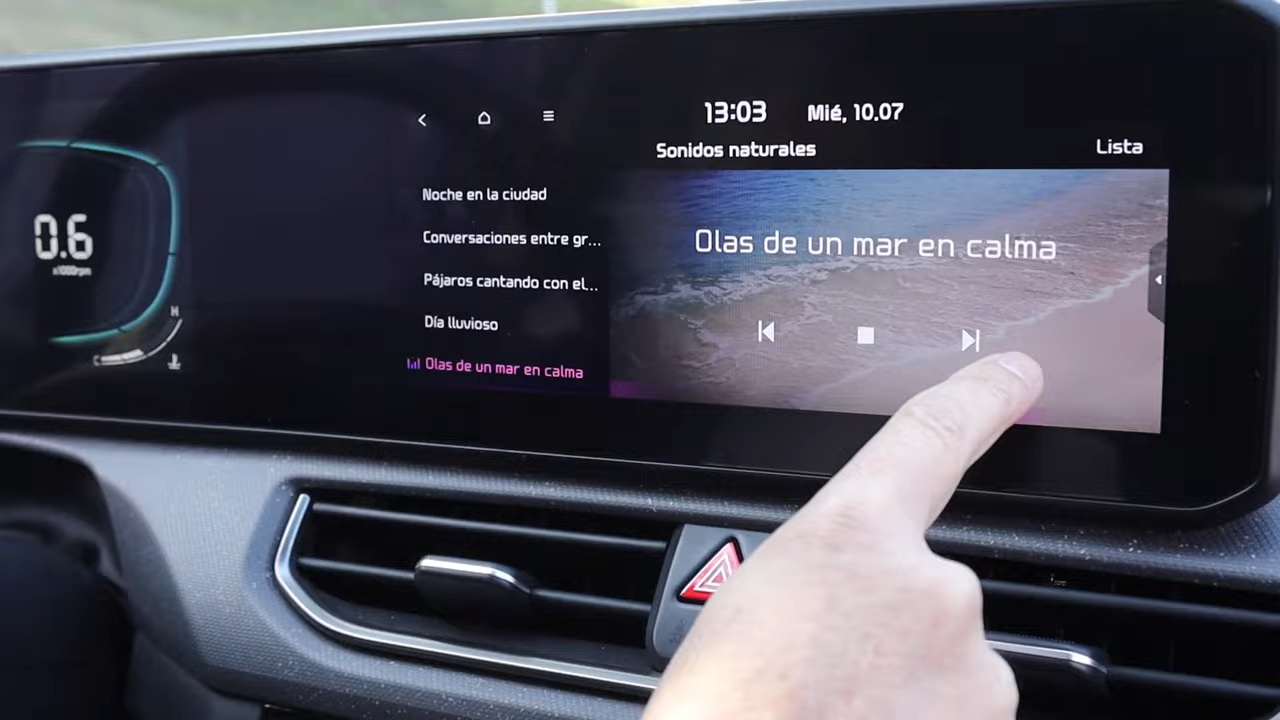 13:03 Mié, 10.07
Sonidos naturales
Lista
Noche en la ciudad
Conversaciones entre gr...
Pájaros cantando con el...
Día lluvioso
Olas de un mar en calma
Olas de un mar en calma
0.6
x1000rpm
H
C